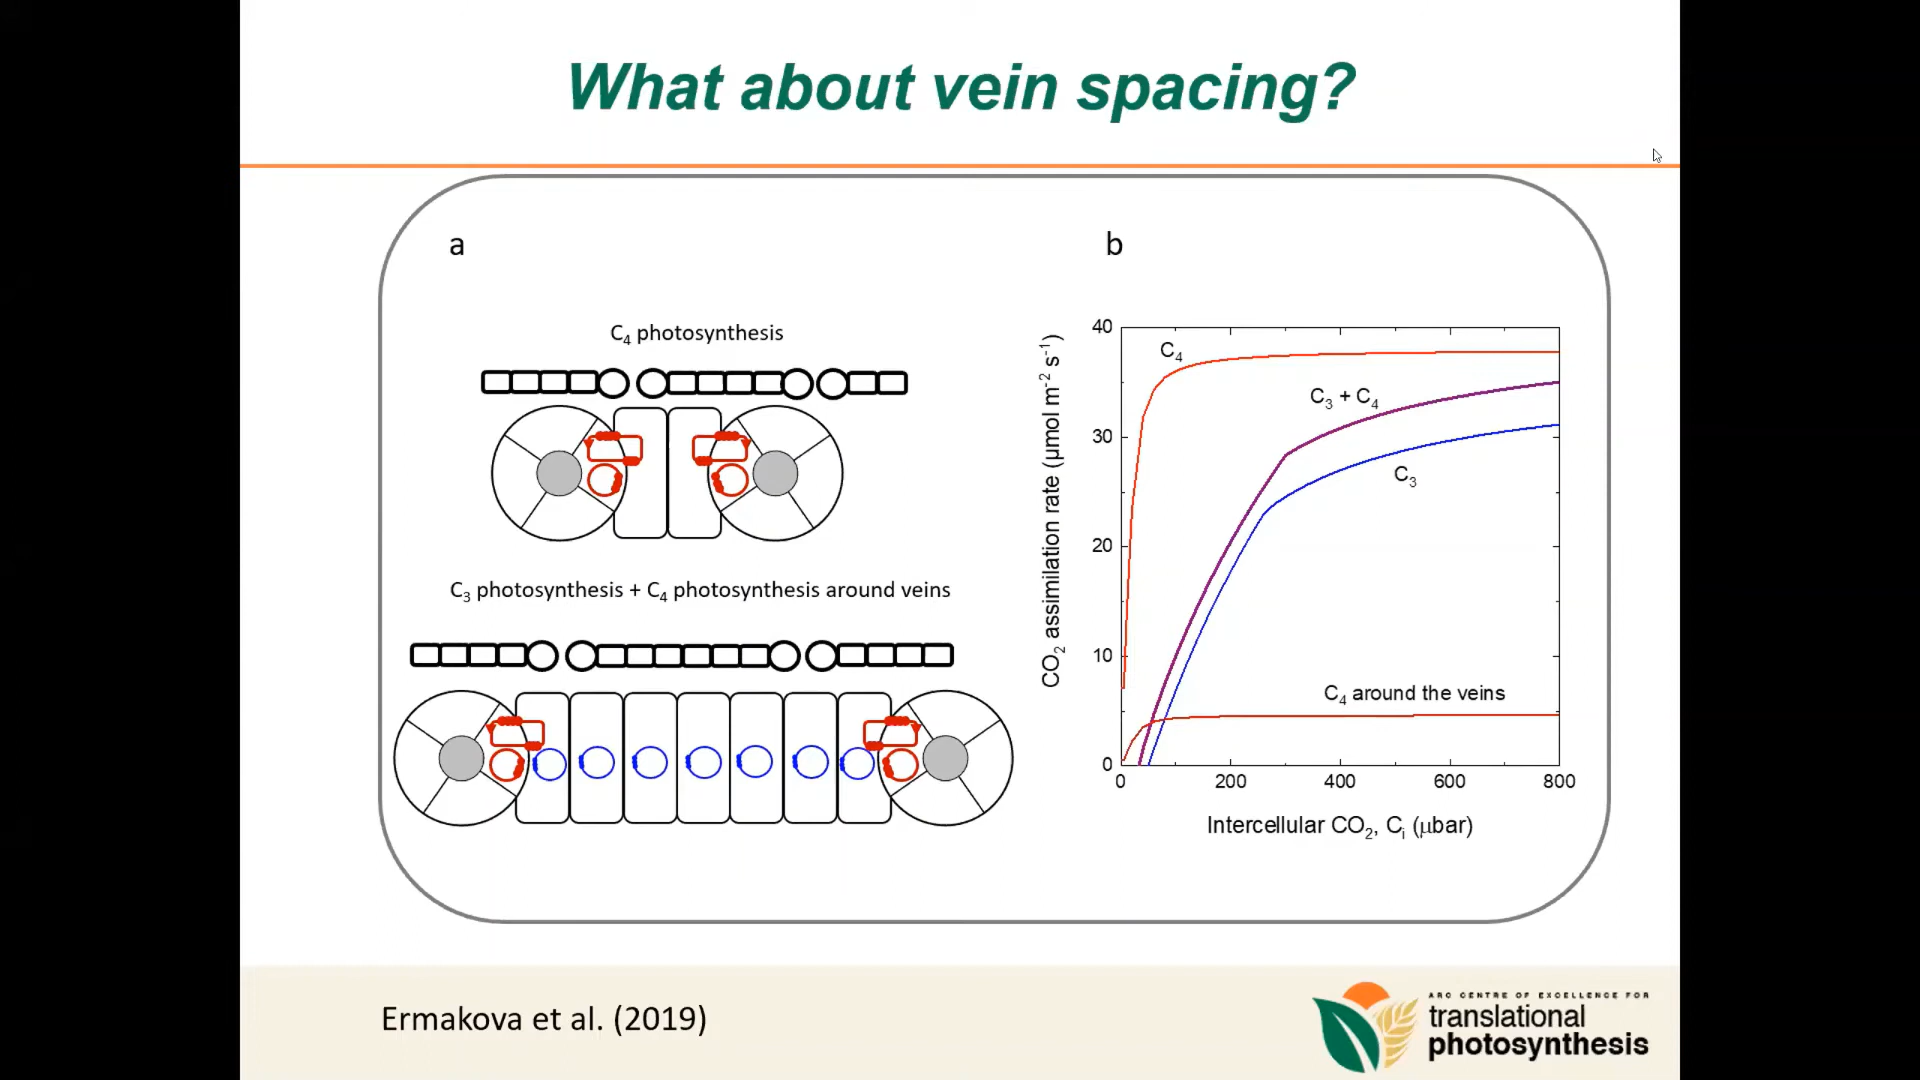 What about vein spacing?
a
C₄ photosynthesis
C₃ photosynthesis + C₄ photosynthesis around veins
b
CO₂ assimilation rate (μmol m⁻² s⁻¹)
40
30
20
10
0
C₄
C₃ + C₄
C₃
C₄ around the veins
0 200 400 600 800
Intercellular CO₂, Cᵢ (μbar)
Ermakova et al. (2019)
ARC CENTRE OF EXCELLENCE FOR
translational
photosynthesis